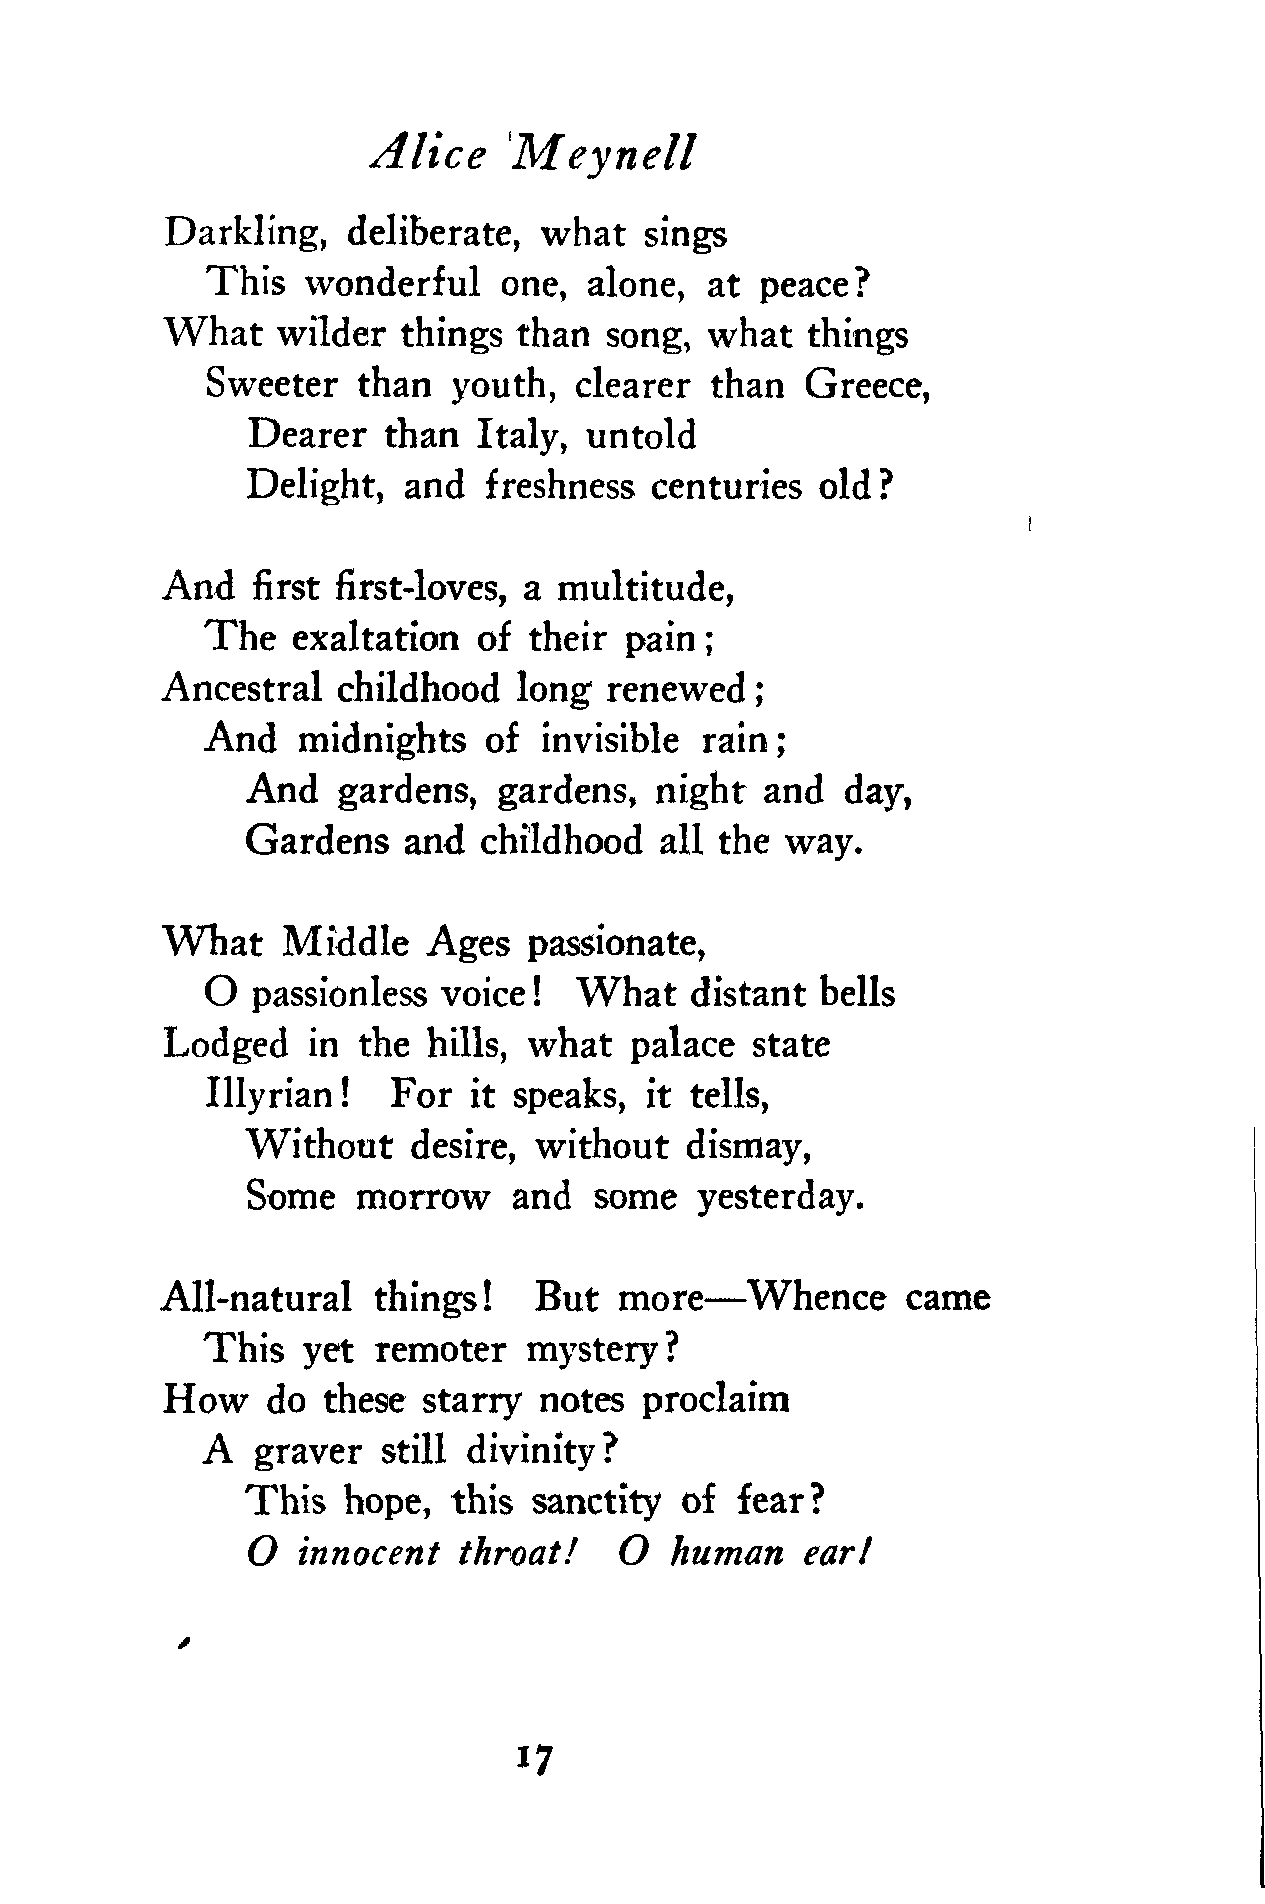 Alice Meynell
Darkling, deliberate, what sings
This wonderful one, alone, at peace?
What wilder things than song, what things
Sweeter than youth, clearer than Greece,
Dearer than Italy, untold
Delight, and freshness centuries old?
And first first-loves, a multitude,
The exaltation of their pain;
Ancestral childhood long renewed;
And midnights of invisible rain;
And gardens, gardens, night and day,
Gardens and childhood all the way.
What Middle Ages passionate,
O passionless voice! What distant bells
Lodged in the hills, what palace state
Illyrian! For it speaks, it tells,
Without desire, without dismay,
Some morrow and some yesterday.
All-natural things! But more—Whence came
This yet remoter mystery?
How do these starry notes proclaim
A graver still divinity?
This hope, this sanctity of fear?
O innocent throat! O human ear!
17